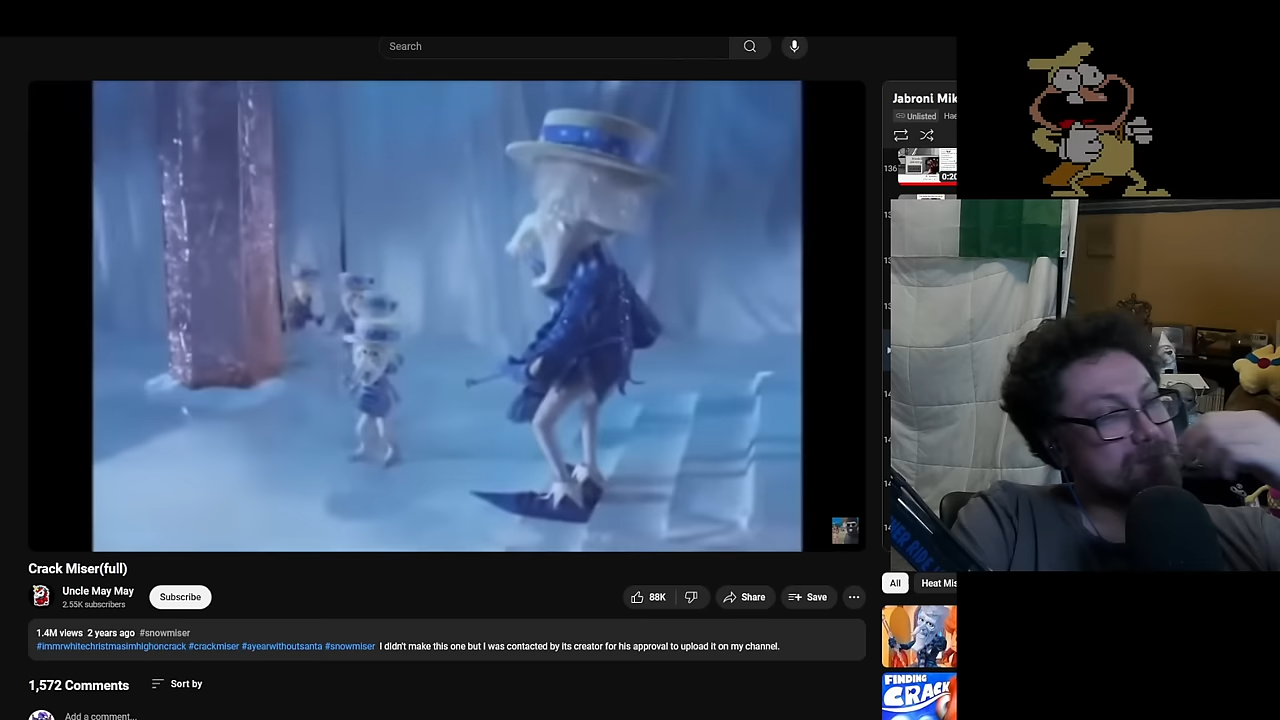 Search
Jabroni Mik
Unlisted Hae
136
0:20
Crack Miser(full)
Uncle May May
2.55K subscribers
Subscribe
88K
Share
Save
All
Heat Mis
1.4M views 2 years ago #snowmiser
#immrwhitechristmasimhighoncrack #crackmiser #ayearwithoutsanta #snowmiser I didn't make this one but I was contacted by its creator for his approval to upload it on my channel.
1,572 Comments
Sort by
Add a comment...
FINDING
CRACK